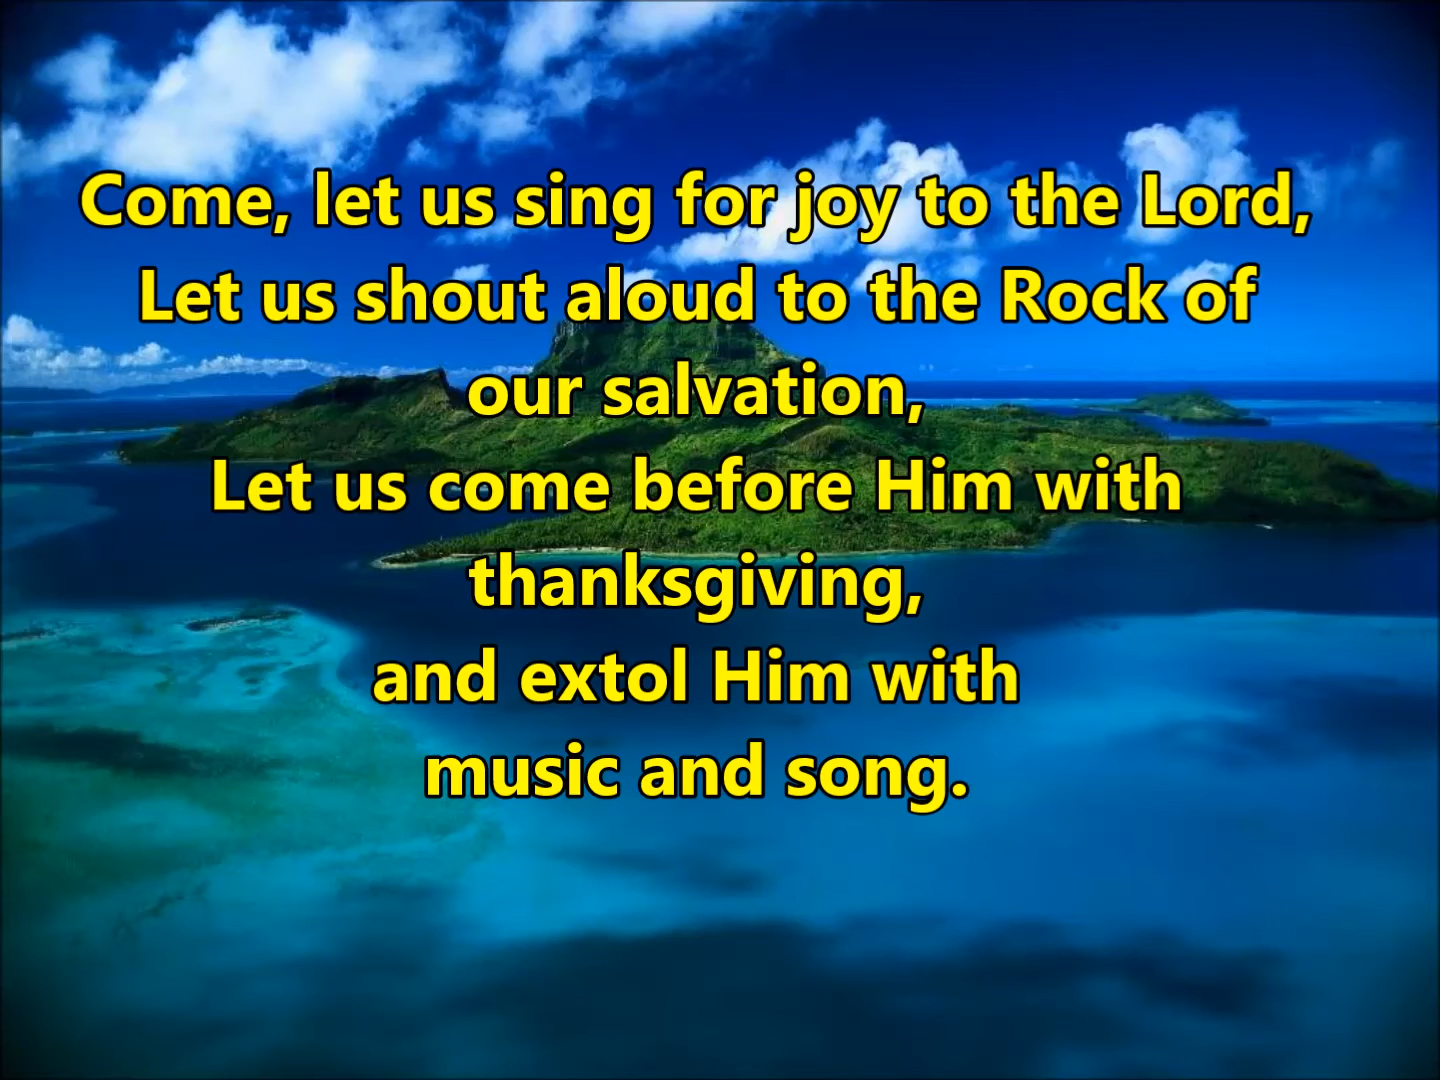 Come, let us sing for joy to the Lord,
Let us shout aloud to the Rock of
our salvation,
Let us come before Him with
thanksgiving,
and extol Him with
music and song.